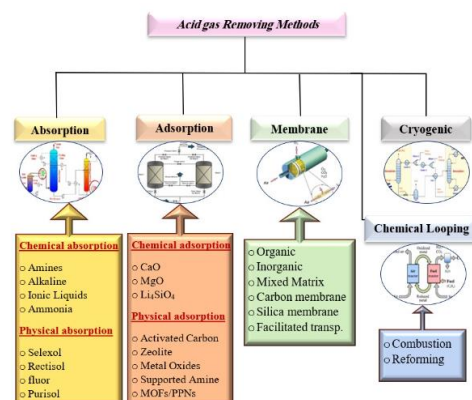 Acid gas Removing Methods
Absorption
Adsorption
Membrane
Cryogenic
Chemical Looping
Chemical absorption
o Amines
o Alkaline
o Ionic Liquids
o Ammonia
Physical absorption
o Selexol
o Rectisol
o fluor
o Purisol
Chemical adsorption
o CaO
o MgO
o Li₄SiO₄
Physical adsorption
o Activated Carbon
o Zeolite
o Metal Oxides
o Supported Amine
o MOFs/PPNs
o Organic
o Inorganic
o Mixed Matrix
o Carbon membrane
o Silica membrane
o Facilitated transp.
o Combustion
o Reforming